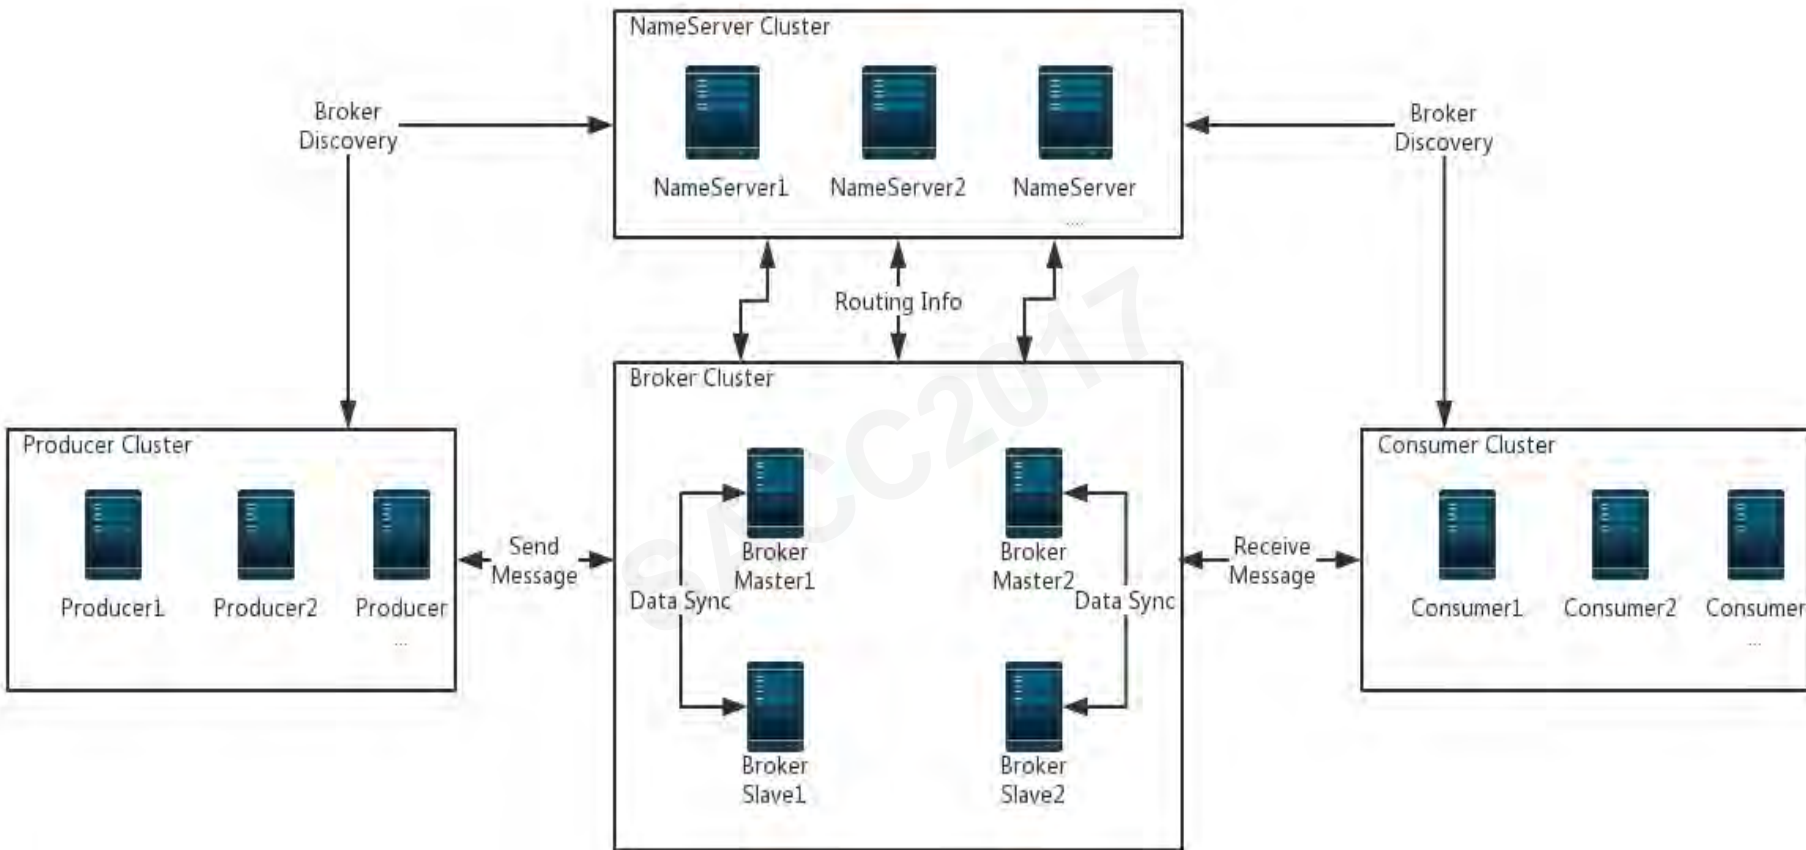 NameServer Cluster
NameServer1
NameServer2
NameServer
....
Broker
Discovery
Broker
Discovery
Routing Info
Producer Cluster
Producer1
Producer2
Producer
...
Send
Message
Broker Cluster
Broker
Master1
Broker
Master2
Data Sync
Data Sync
Broker
Slave1
Broker
Slave2
Receive
Message
Consumer Cluster
Consumer1
Consumer2
Consumer
...
SACC2017